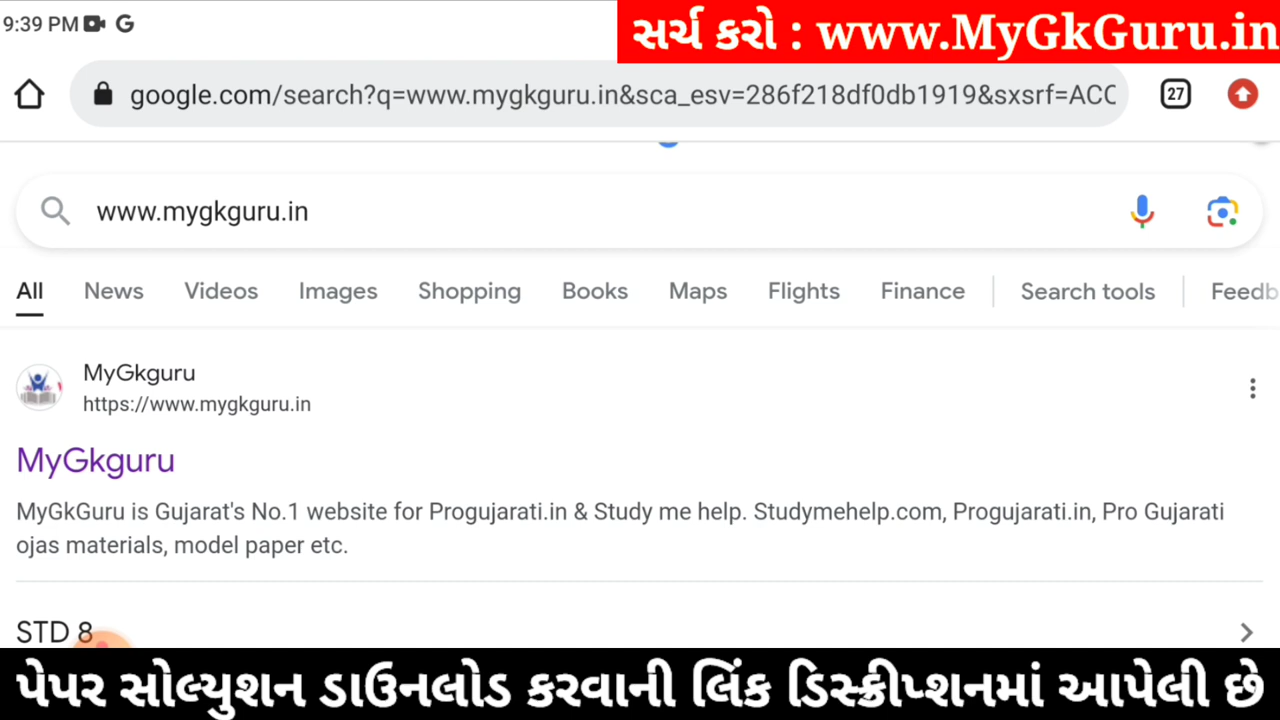 9:39 PM
સર્ચ કરો : www.MyGkGuru.in
google.com/search?q=www.mygkguru.in&sca_esv=286f218df0db1919&sxsrf=ACC
27
www.mygkguru.in
All News Videos Images Shopping Books Maps Flights Finance Search tools Feedb
MyGkguru
https://www.mygkguru.in
MyGkguru
MyGkGuru is Gujarat's No.1 website for Progujarati.in & Study me help. Studymehelp.com, Progujarati.in, Pro Gujarati
ojas materials, model paper etc.
STD 8
પેપર સોલ્યુશન ડાઉનલોડ કરવાની લિંક ડિસ્ક્રીપ્શનમાં આપેલી છે